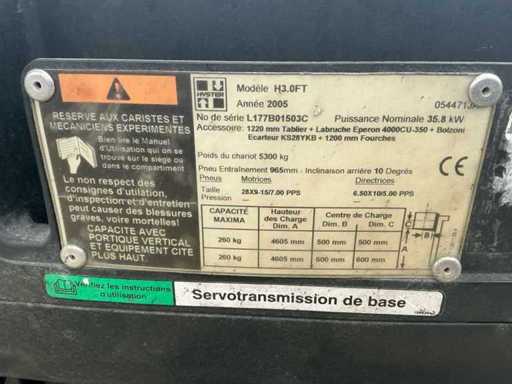 RESERVE AUX CARISTES ET
MECANICIENS EXPERIMENTES
Bien lire le Manuel
d'Utilisation qui se
trouve sous le siège ou
dans le compartiment
Le non respect des
consignes d'utilation,
d'inspection et d'entretien
peut causer des blessures
graves, voire mortelles!
CAPACITE AVEC
PORTIQUE VERTICAL
ET EQUIPEMENT CITE
PLUS HAUT.
HYSTER
Modèle H3.0FT
Année 2005
No de série L177B01503C Puissance Nominale 35.8 kW
Accessoire: 1220 mm Tablier + Labruche Eperon 4000CU-350 + Bolzoni
Ecarteur KS28YKB + 1200 mm Fourches
Poids du chariot 5300 kg
Pneu Entraînement 965mm - Inclinaison arrière 10 Degrés
Pneus Motrices Directrices
Taille 28X9-15/7.00 PPS 6.50X10/5.00 PPS
Pression — —
CAPACITÉ MAXIMA Hauteur des Charge Dim. A Centre de Charge Dim. B Dim. C
260 kg 4605 mm 500 mm 500 mm
260 kg 4605 mm 500 mm 600 mm
B
C
A
Vérifiez les instructions
d'utilisation
Servotransmission de base